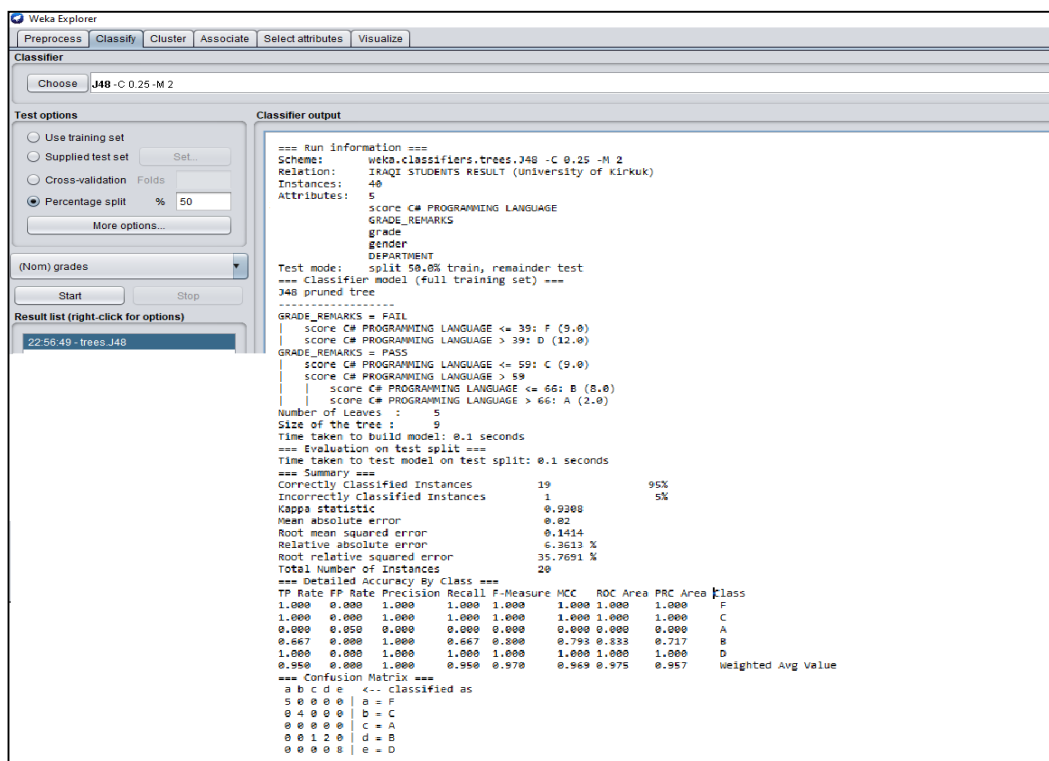 Weka Explorer
Preprocess Classify Cluster Associate Select attributes Visualize
Classifier
Choose J48 -C 0.25 -M 2
Test options
Use training set
Supplied test set Set...
Cross-validation Folds
Percentage split % 50
More options...
(Nom) grades
Start Stop
Result list (right-click for options)
22:56:49 - trees.J48
Classifier output
=== Run information ===
Scheme: weka.classifiers.trees.J48 -C 0.25 -M 2
Relation: IRAQI STUDENTS RESULT (University of Kirkuk)
Instances: 40
Attributes: 5
score C# PROGRAMMING LANGUAGE
GRADE_REMARKS
grade
gender
DEPARTMENT
Test mode: split 50.0% train, remainder test
=== Classifier model (full training set) ===
J48 pruned tree
------------------
GRADE_REMARKS = FAIL
| score C# PROGRAMMING LANGUAGE <= 39: F (9.0)
| score C# PROGRAMMING LANGUAGE > 39: D (12.0)
GRADE_REMARKS = PASS
| score C# PROGRAMMING LANGUAGE <= 59: C (9.0)
| score C# PROGRAMMING LANGUAGE > 59
| | score C# PROGRAMMING LANGUAGE <= 66: B (8.0)
| | score C# PROGRAMMING LANGUAGE > 66: A (2.0)
Number of Leaves : 5
Size of the tree : 9
Time taken to build model: 0.1 seconds
=== Evaluation on test split ===
Time taken to test model on test split: 0.1 seconds
=== Summary ===
Correctly Classified Instances 19 95%
Incorrectly Classified Instances 1 5%
Kappa statistic 0.9308
Mean absolute error 0.02
Root mean squared error 0.1414
Relative absolute error 6.3613 %
Root relative squared error 35.7691 %
Total Number of Instances 20
=== Detailed Accuracy By Class ===
TP Rate FP Rate Precision Recall F-Measure MCC ROC Area PRC Area Class
1.000 0.000 1.000 1.000 1.000 1.000 1.000 1.000 F
1.000 0.000 1.000 1.000 1.000 1.000 1.000 1.000 C
0.000 0.050 0.000 0.000 0.000 0.000 0.000 0.000 A
0.667 0.000 1.000 0.667 0.800 0.793 0.833 0.717 B
1.000 0.000 1.000 1.000 1.000 1.000 1.000 1.000 D
0.950 0.000 1.000 0.950 0.970 0.969 0.975 0.957 Weighted Avg Value
=== Confusion Matrix ===
a b c d e <-- classified as
5 0 0 0 0 | a = F
0 4 0 0 0 | b = C
0 0 0 0 0 | c = A
0 0 1 2 0 | d = B
0 0 0 0 8 | e = D